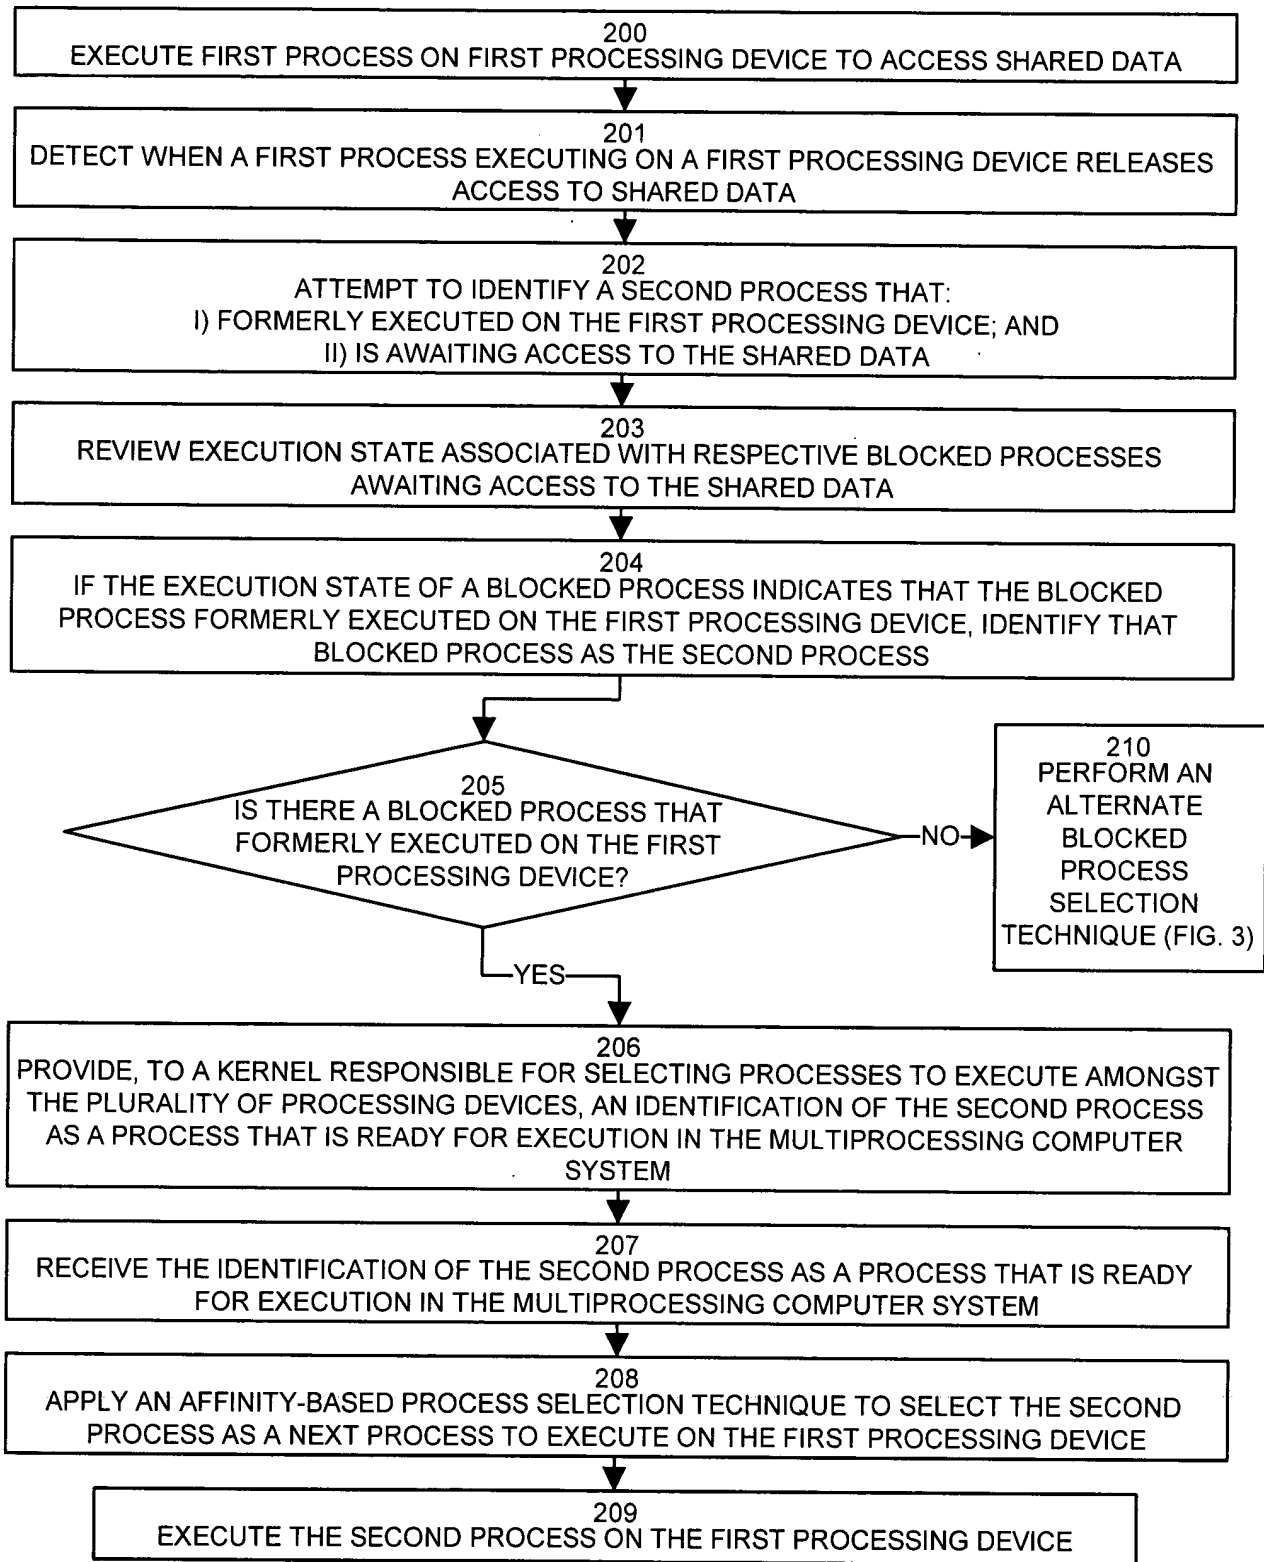 200
EXECUTE FIRST PROCESS ON FIRST PROCESSING DEVICE TO ACCESS SHARED DATA
201
DETECT WHEN A FIRST PROCESS EXECUTING ON A FIRST PROCESSING DEVICE RELEASES
ACCESS TO SHARED DATA
202
ATTEMPT TO IDENTIFY A SECOND PROCESS THAT:
I) FORMERLY EXECUTED ON THE FIRST PROCESSING DEVICE; AND
II) IS AWAITING ACCESS TO THE SHARED DATA
203
REVIEW EXECUTION STATE ASSOCIATED WITH RESPECTIVE BLOCKED PROCESSES
AWAITING ACCESS TO THE SHARED DATA
204
IF THE EXECUTION STATE OF A BLOCKED PROCESS INDICATES THAT THE BLOCKED
PROCESS FORMERLY EXECUTED ON THE FIRST PROCESSING DEVICE, IDENTIFY THAT
BLOCKED PROCESS AS THE SECOND PROCESS
205
IS THERE A BLOCKED PROCESS THAT
FORMERLY EXECUTED ON THE FIRST
PROCESSING DEVICE?
NO
210
PERFORM AN
ALTERNATE
BLOCKED
PROCESS
SELECTION
TECHNIQUE (FIG. 3)
YES
206
PROVIDE, TO A KERNEL RESPONSIBLE FOR SELECTING PROCESSES TO EXECUTE AMONGST
THE PLURALITY OF PROCESSING DEVICES, AN IDENTIFICATION OF THE SECOND PROCESS
AS A PROCESS THAT IS READY FOR EXECUTION IN THE MULTIPROCESSING COMPUTER
SYSTEM
207
RECEIVE THE IDENTIFICATION OF THE SECOND PROCESS AS A PROCESS THAT IS READY
FOR EXECUTION IN THE MULTIPROCESSING COMPUTER SYSTEM
208
APPLY AN AFFINITY-BASED PROCESS SELECTION TECHNIQUE TO SELECT THE SECOND
PROCESS AS A NEXT PROCESS TO EXECUTE ON THE FIRST PROCESSING DEVICE
209
EXECUTE THE SECOND PROCESS ON THE FIRST PROCESSING DEVICE